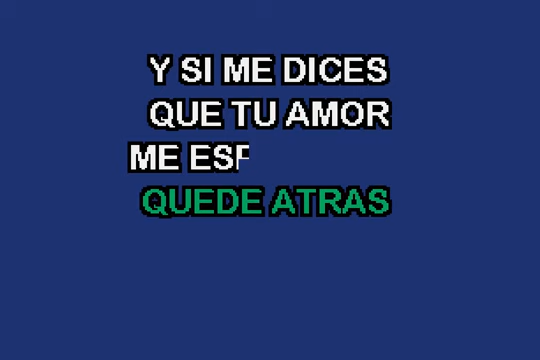 Y SI ME DICES
QUE TU AMOR
ME ESP
QUEDE ATRAS